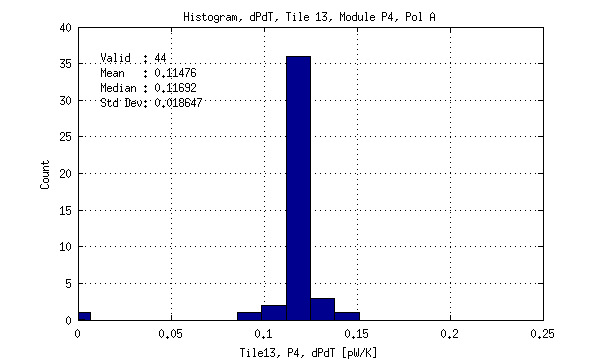 Histogram, dPdT, Tile 13, Module P4, Pol A
40
35
30
25
20
15
10
5
0
Count
Valid : 44
Mean : 0.11476
Median : 0.11692
Std Dev: 0.018647
0 0.05 0.1 0.15 0.2 0.25
Tile13, P4, dPdT [pW/K]